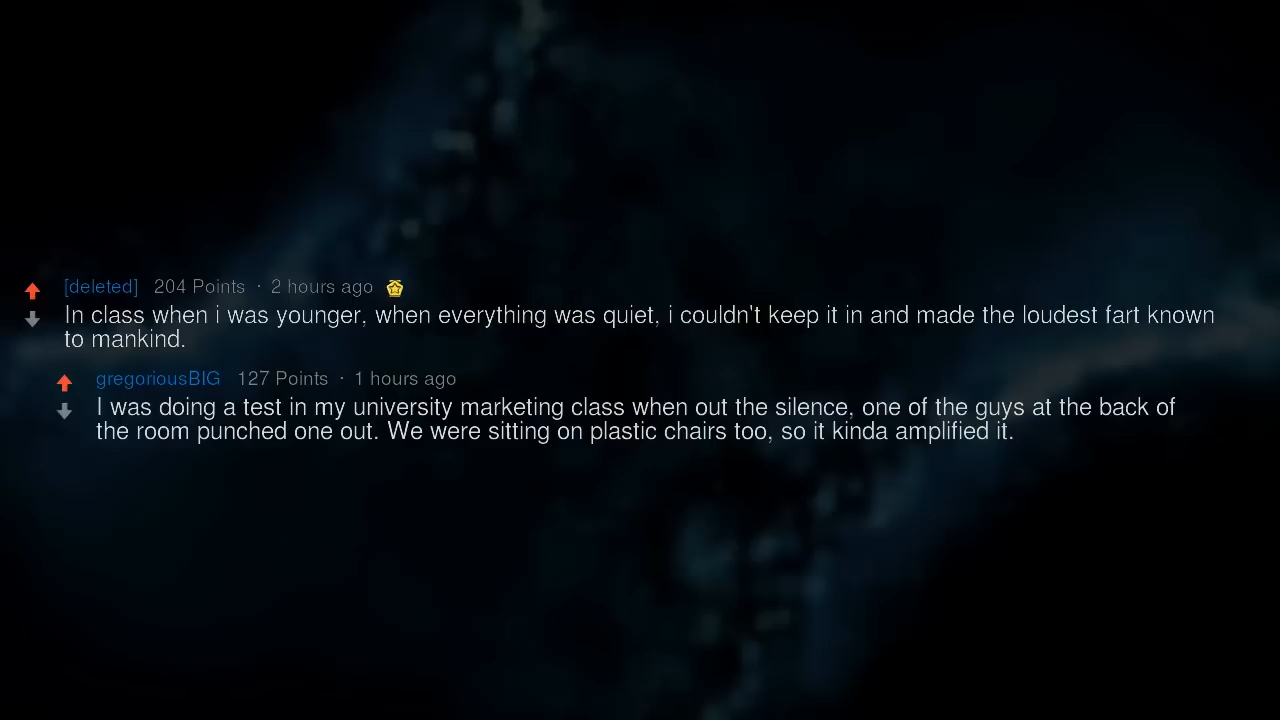 [deleted] 204 Points · 2 hours ago
In class when i was younger, when everything was quiet, i couldn't keep it in and made the loudest fart known
to mankind.
gregoriousBIG 127 Points · 1 hours ago
I was doing a test in my university marketing class when out the silence, one of the guys at the back of
the room punched one out. We were sitting on plastic chairs too, so it kinda amplified it.